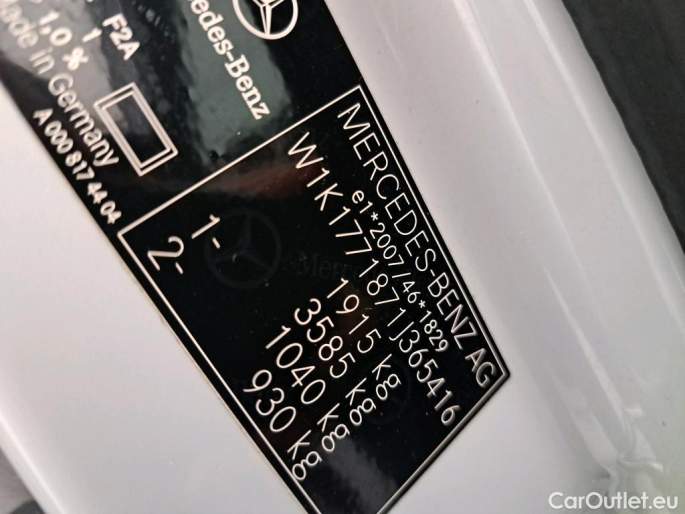 MERCEDES-BENZ AG
e1*2007/46*1829
W1K1771871J365416
1915 kg
3585 kg
1- 1040 kg
2- 930 kg
Mercedes-Benz
F2A
1
1,0 %
Made in Germany
A 000 817 44 04
CarOutlet.eu